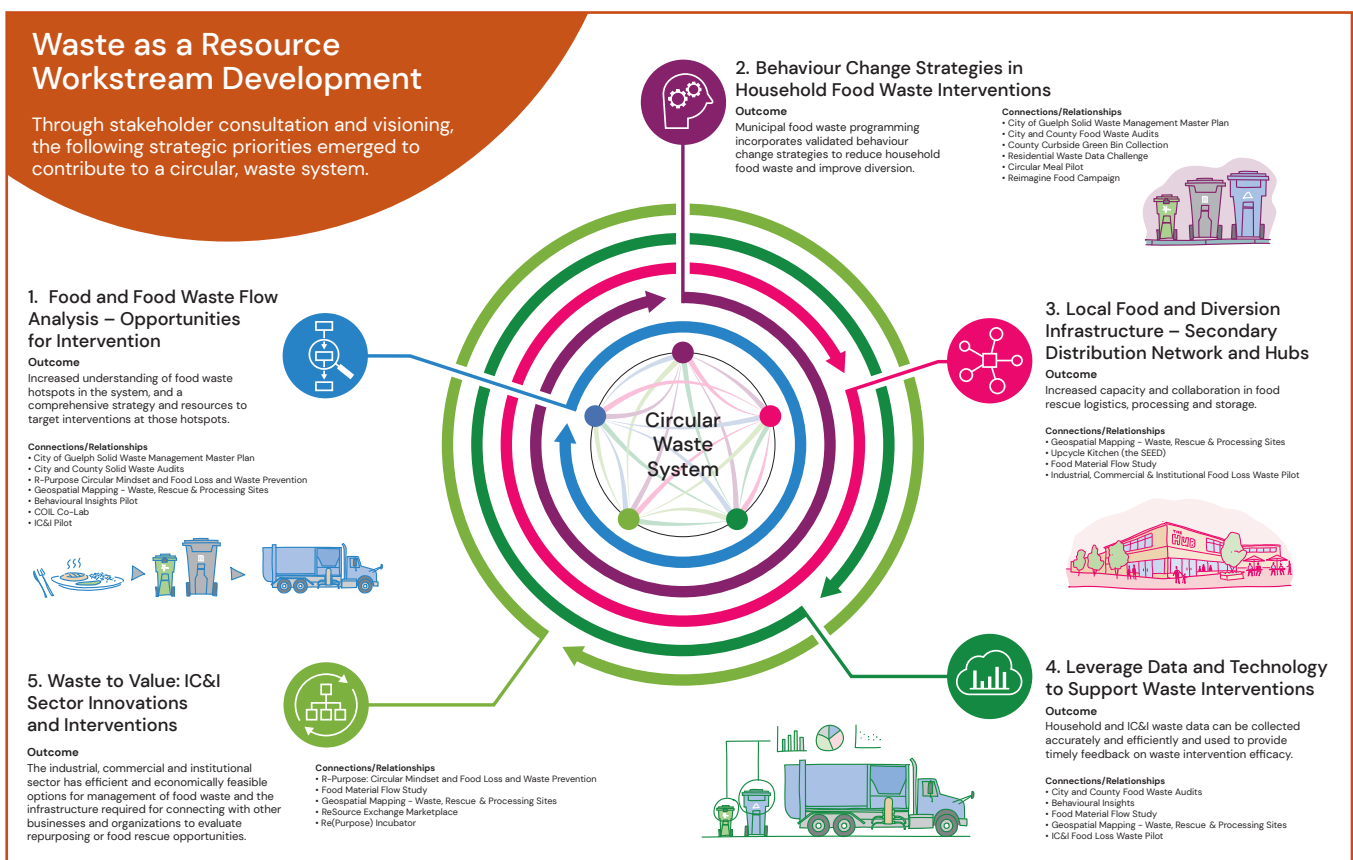 Waste as a Resource
Workstream Development
Through stakeholder consultation and visioning,
the following strategic priorities emerged to
contribute to a circular, waste system.
1. Food and Food Waste Flow
Analysis – Opportunities
for Intervention
Outcome
Increased understanding of food waste
hotspots in the system, and a
comprehensive strategy and resources to
target interventions at those hotspots.
Connections/Relationships
• City of Guelph Solid Waste Management Master Plan
• City and County Solid Waste Audits
• R-Purpose Circular Mindset and Food Loss and Waste Prevention
• Geospatial Mapping - Waste, Rescue & Processing Sites
• Behavioural Insights Pilot
• COIL Co-Lab
• IC&I Pilot
2. Behaviour Change Strategies in
Household Food Waste Interventions
Outcome
Municipal food waste programming
incorporates validated behaviour
change strategies to reduce household
food waste and improve diversion.
Connections/Relationships
• City of Guelph Solid Waste Management Master Plan
• City and County Food Waste Audits
• County Curbside Green Bin Collection
• Residential Waste Data Challenge
• Circular Meal Pilot
• Reimagine Food Campaign
Circular
Waste
System
3. Local Food and Diversion
Infrastructure – Secondary
Distribution Network and Hubs
Outcome
Increased capacity and collaboration in food
rescue logistics, processing and storage.
Connections/Relationships
• Geospatial Mapping - Waste, Rescue & Processing Sites
• Upcycle Kitchen (the SEED)
• Food Material Flow Study
• Industrial, Commercial & Institutional Food Loss Waste Pilot
THE
HUB
4. Leverage Data and Technology
to Support Waste Interventions
Outcome
Household and IC&I waste data can be collected
accurately and efficiently and used to provide
timely feedback on waste intervention efficacy.
Connections/Relationships
• City and County Food Waste Audits
• Behavioural Insights
• Food Material Flow Study
• Geospatial Mapping - Waste, Rescue & Processing Sites
• IC&I Food Loss Waste Pilot
5. Waste to Value: IC&I
Sector Innovations
and Interventions
Outcome
The industrial, commercial and institutional
sector has efficient and economically feasible
options for management of food waste and the
infrastructure required for connecting with other
businesses and organizations to evaluate
repurposing or food rescue opportunities.
Connections/Relationships
• R-Purpose: Circular Mindset and Food Loss and Waste Prevention
• Food Material Flow Study
• Geospatial Mapping - Waste, Rescue & Processing Sites
• ReSource Exchange Marketplace
• Re(Purpose) Incubator